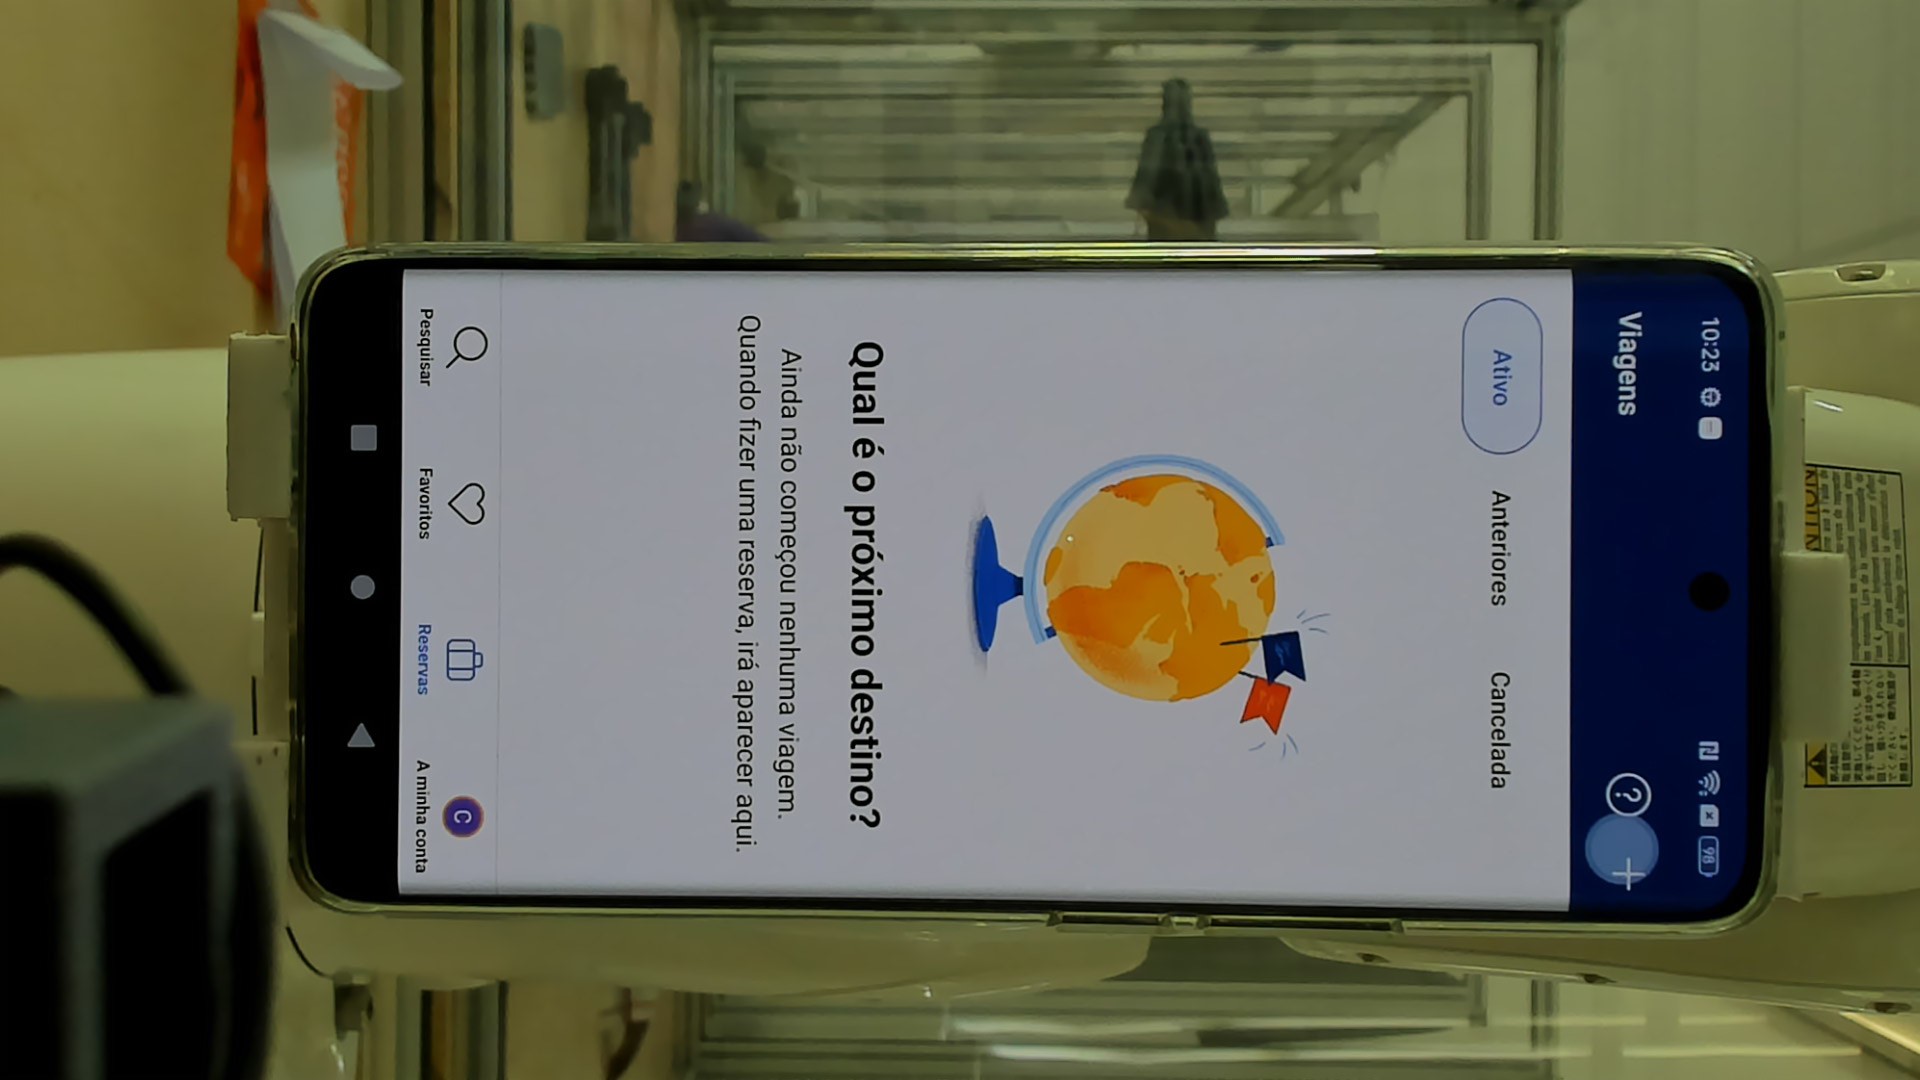 10:23
98
Viagens
?
Ativo
Anteriores
Cancelada
Qual é o próximo destino?
Ainda não começou nenhuma viagem.
Quando fizer uma reserva, irá aparecer aqui.
C
Pesquisar
Favoritos
Reservas
A minha conta